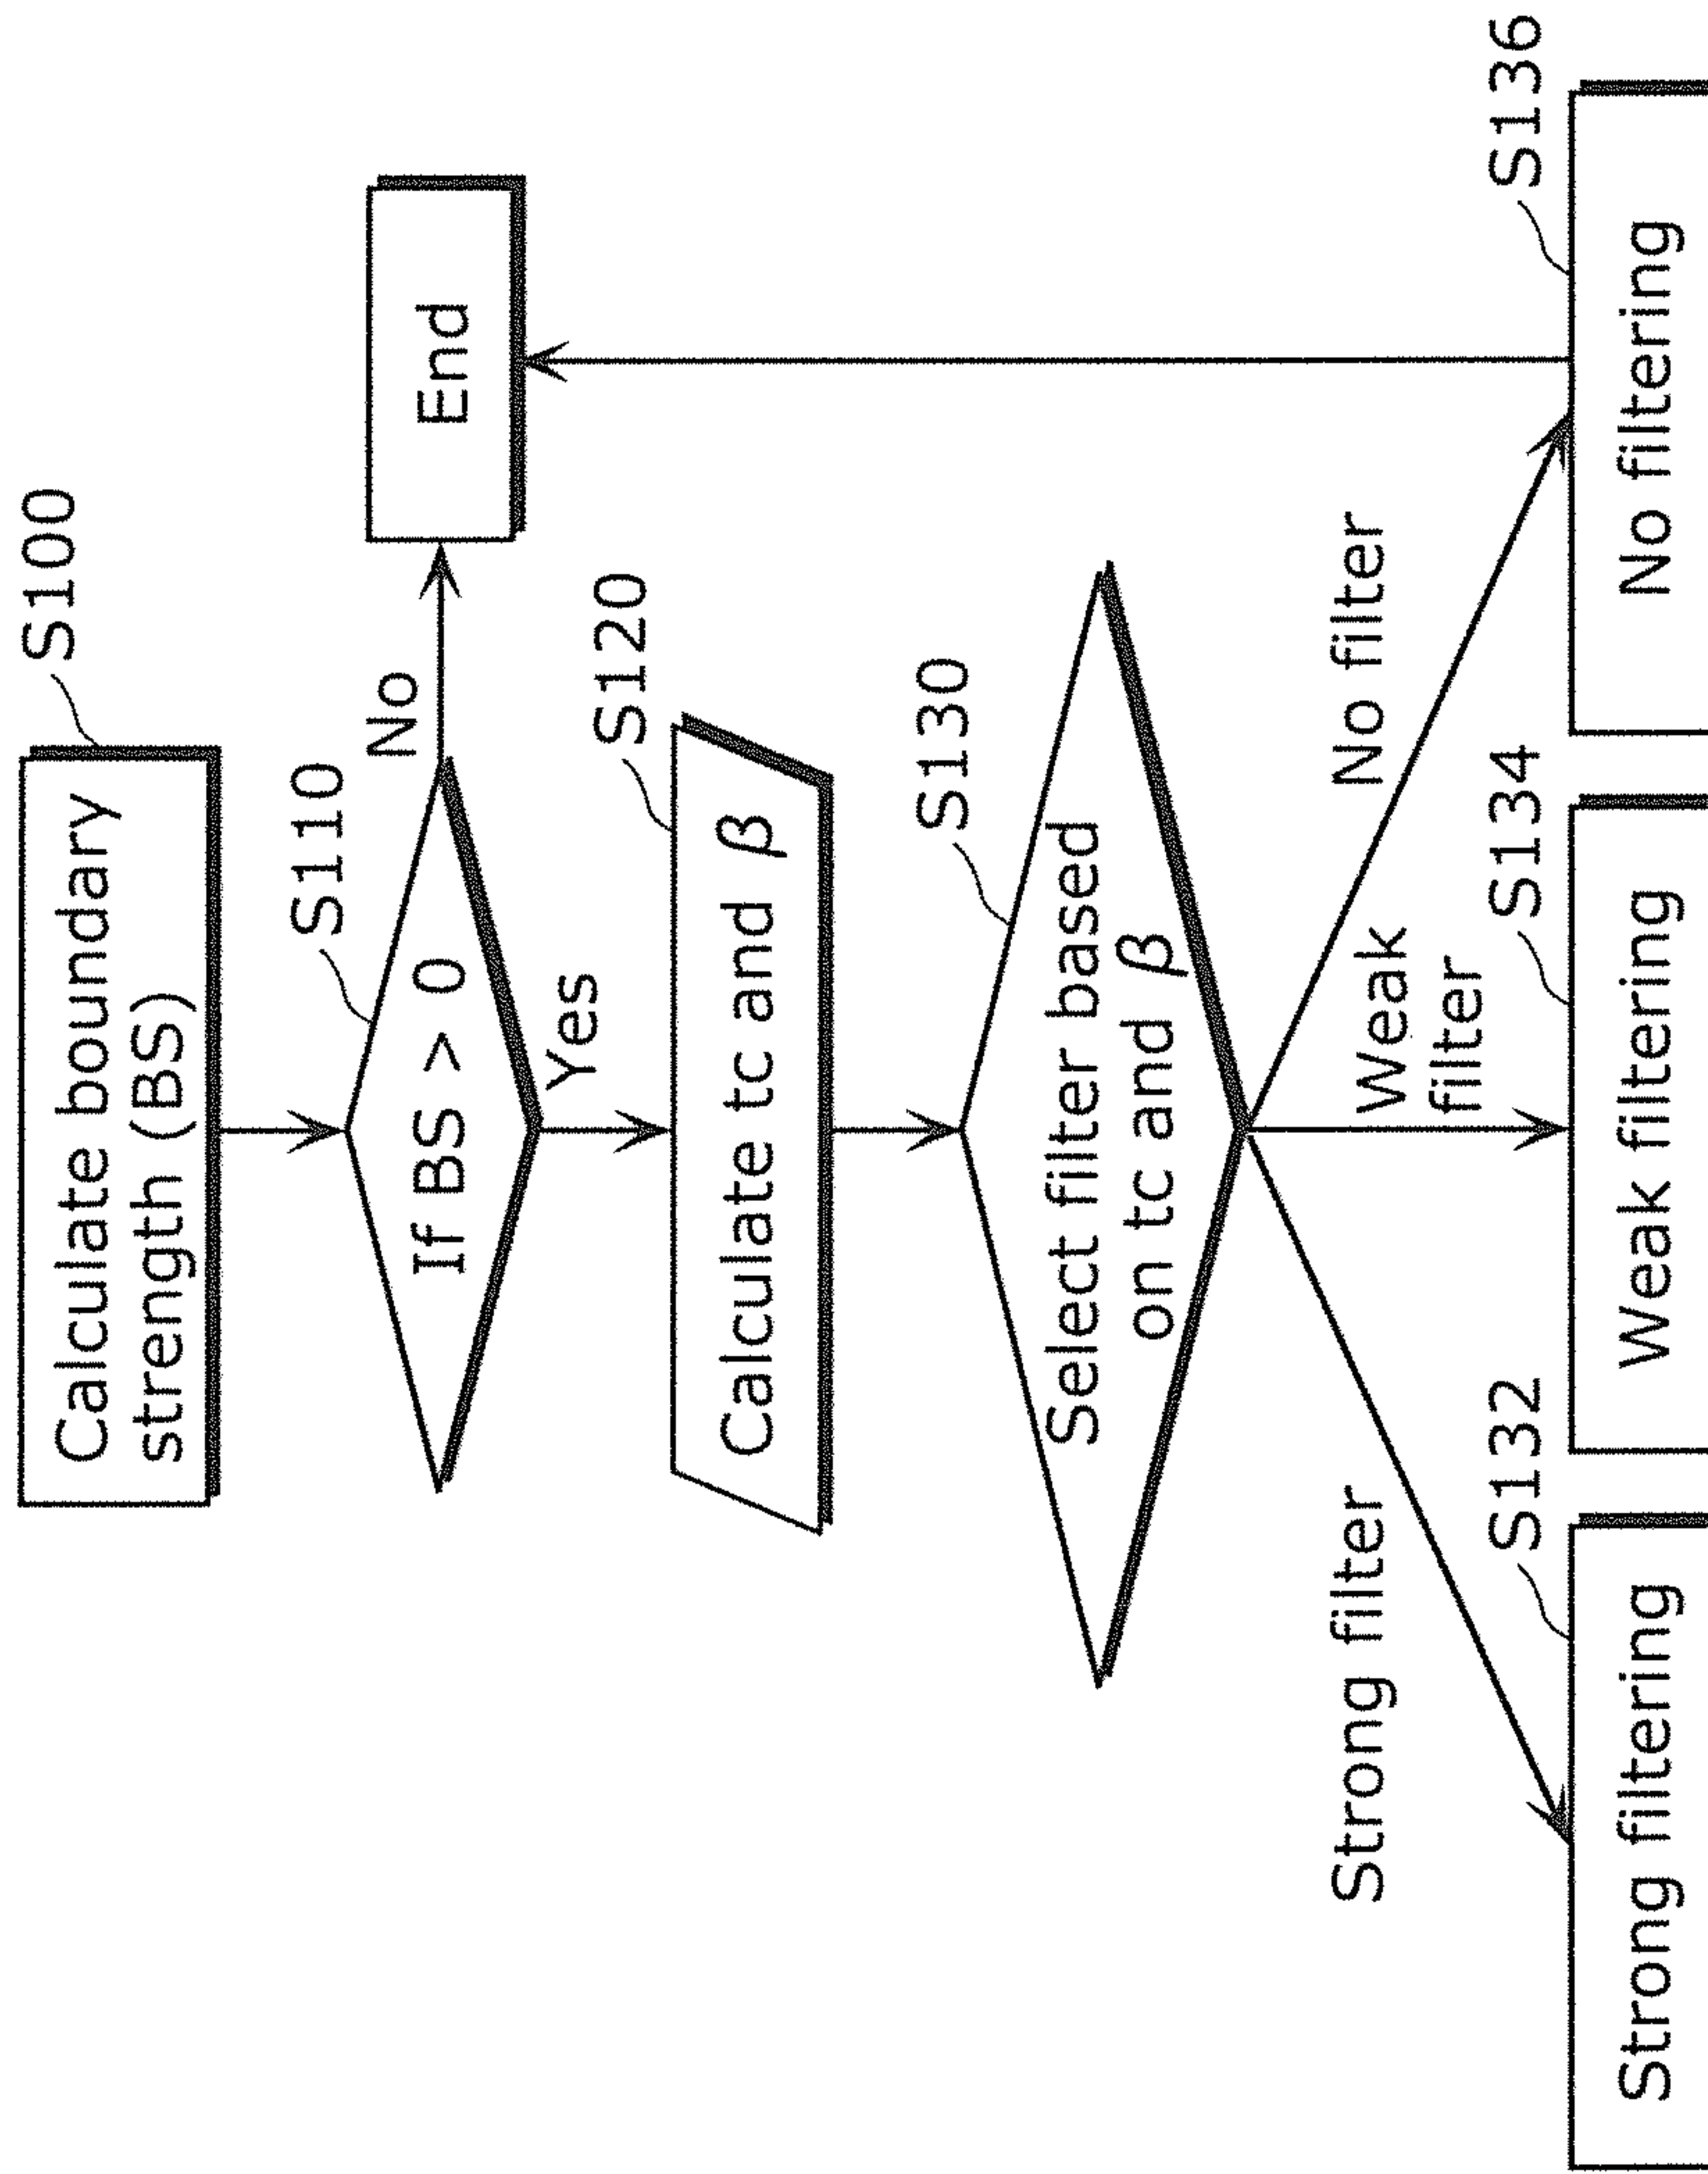 Calculate boundary
strength (BS)
S100
If BS > 0
S110
No
End
Yes
Calculate tc and β
S120
Select filter based
on tc and β
S130
Strong filter
Weak
filter
No filter
Strong filtering
S132
Weak filtering
S134
No filtering
S136